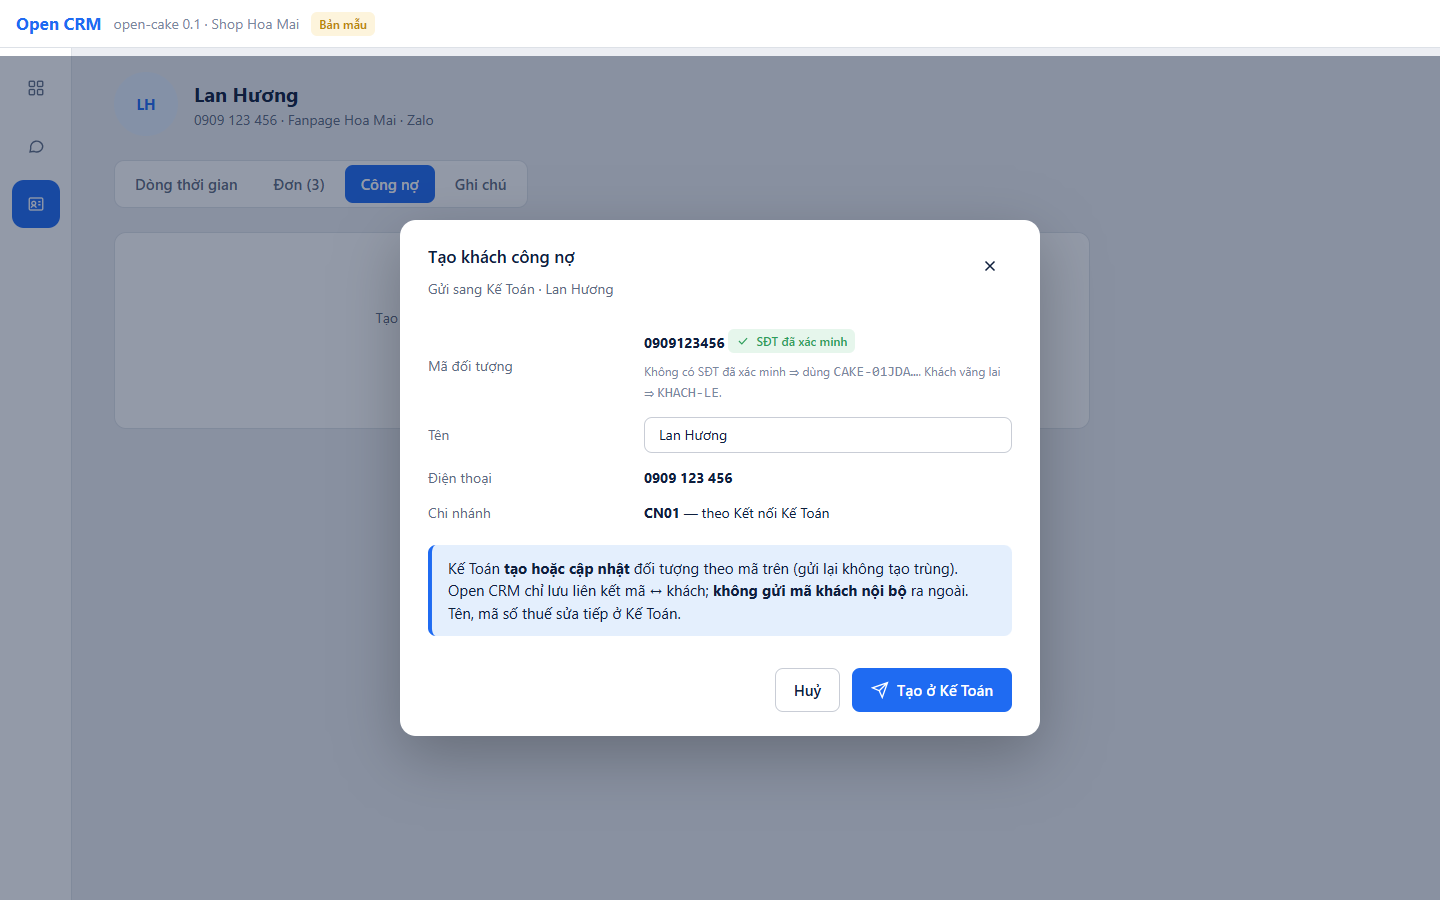 Open CRM open-cake 0.1 · Shop Hoa Mai Bản mẫu
LH
Lan Hương
0909 123 456 · Fanpage Hoa Mai · Zalo
Dòng thời gian Đơn (3) Công nợ Ghi chú
Tạo
Tạo khách công nợ
Gửi sang Kế Toán · Lan Hương
Mã đối tượng
0909123456 SĐT đã xác minh
Không có SĐT đã xác minh ⇒ dùng CAKE-01JDA…. Khách vãng lai
⇒ KHACH-LE.
Tên
Lan Hương
Điện thoại
0909 123 456
Chi nhánh
CN01 — theo Kết nối Kế Toán
Kế Toán tạo hoặc cập nhật đối tượng theo mã trên (gửi lại không tạo trùng).
Open CRM chỉ lưu liên kết mã ↔ khách; không gửi mã khách nội bộ ra ngoài.
Tên, mã số thuế sửa tiếp ở Kế Toán.
Huỷ
Tạo ở Kế Toán